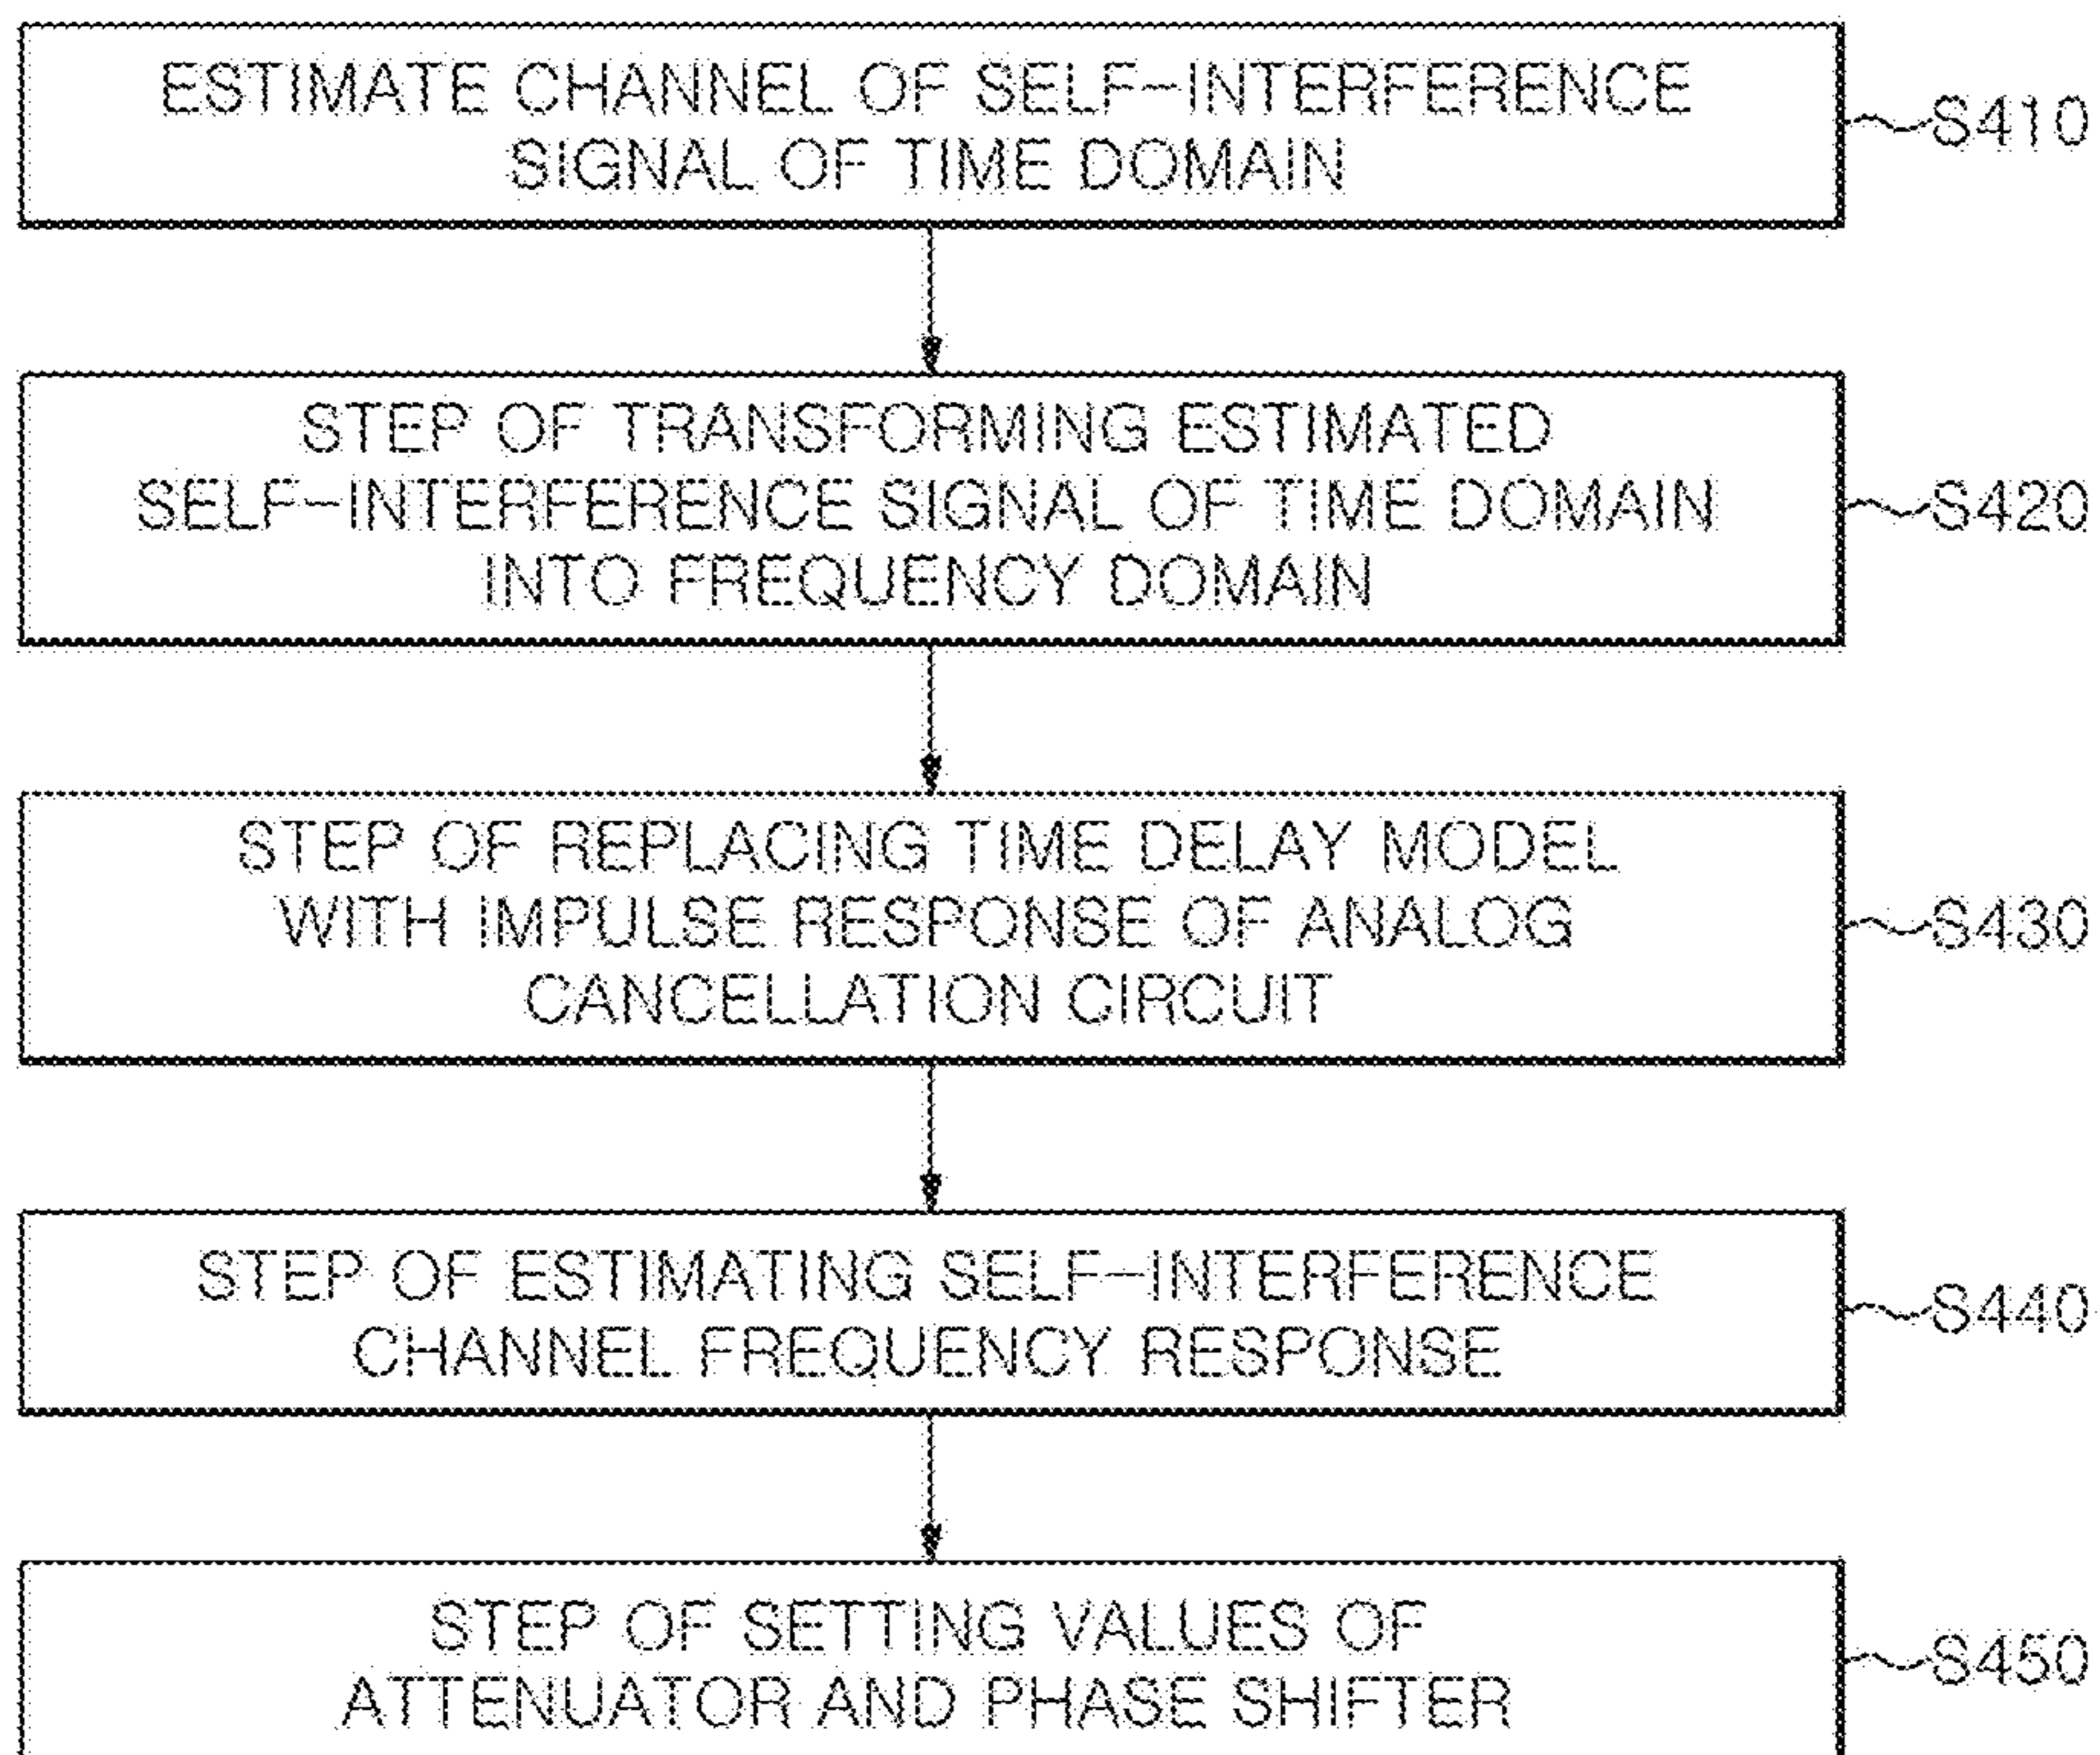 ESTIMATE CHANNEL OF SELF-INTERFERENCE
SIGNAL OF TIME DOMAIN
S410
STEP OF TRANSFORMING ESTIMATED
SELF-INTERFERENCE SIGNAL OF TIME DOMAIN
INTO FREQUENCY DOMAIN
S420
STEP OF REPLACING TIME DELAY MODEL
WITH IMPULSE RESPONSE OF ANALOG
CANCELLATION CIRCUIT
S430
STEP OF ESTIMATING SELF-INTERFERENCE
CHANNEL FREQUENCY RESPONSE
S440
STEP OF SETTING VALUES OF
ATTENUATOR AND PHASE SHIFTER
S450